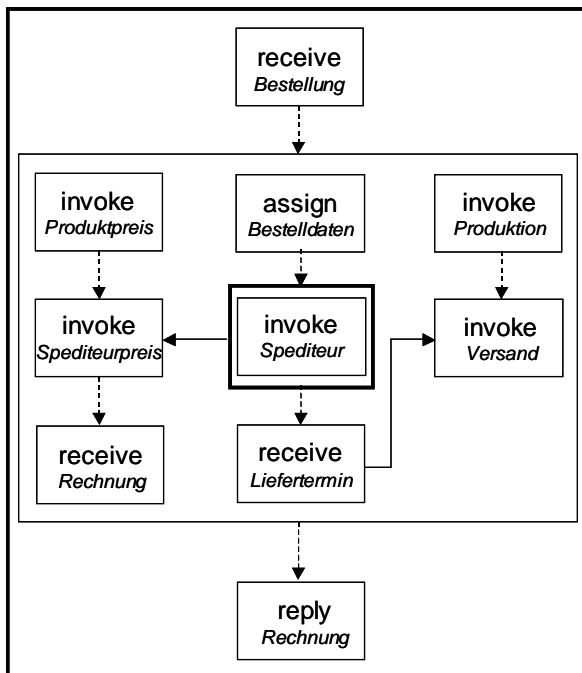 receive
Bestellung
invoke
Produktpreis
assign
Bestelldaten
invoke
Produktion
invoke
Spediteurpreis
invoke
Spediteur
invoke
Versand
receive
Rechnung
receive
Liefertermin
reply
Rechnung